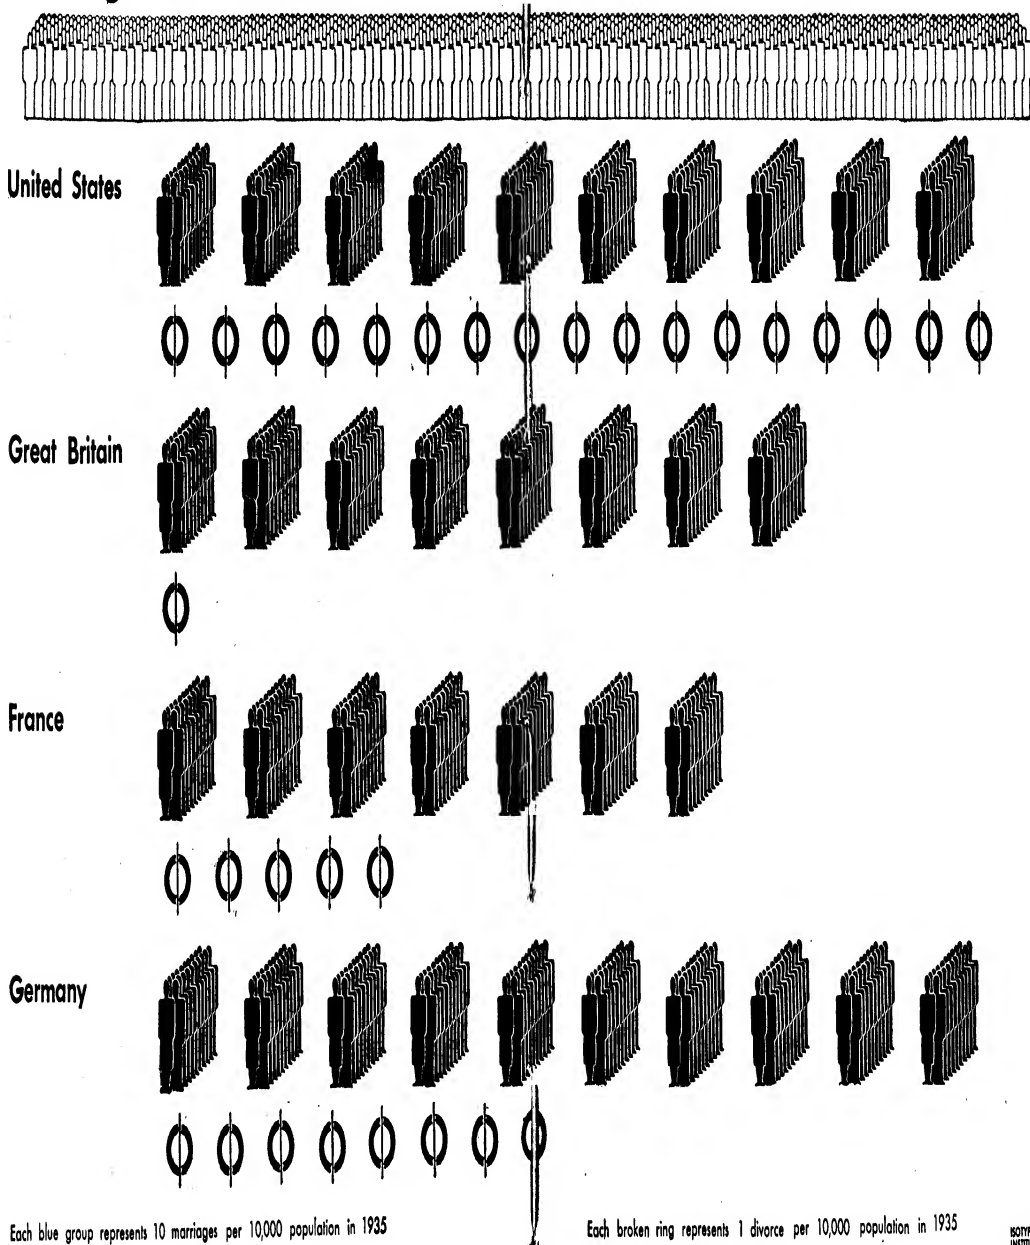 United States
Great Britain
France
Germany
Each blue group represents 10 marriages per 10,000 population in 1935
Each broken ring represents 1 divorce per 10,000 population in 1935